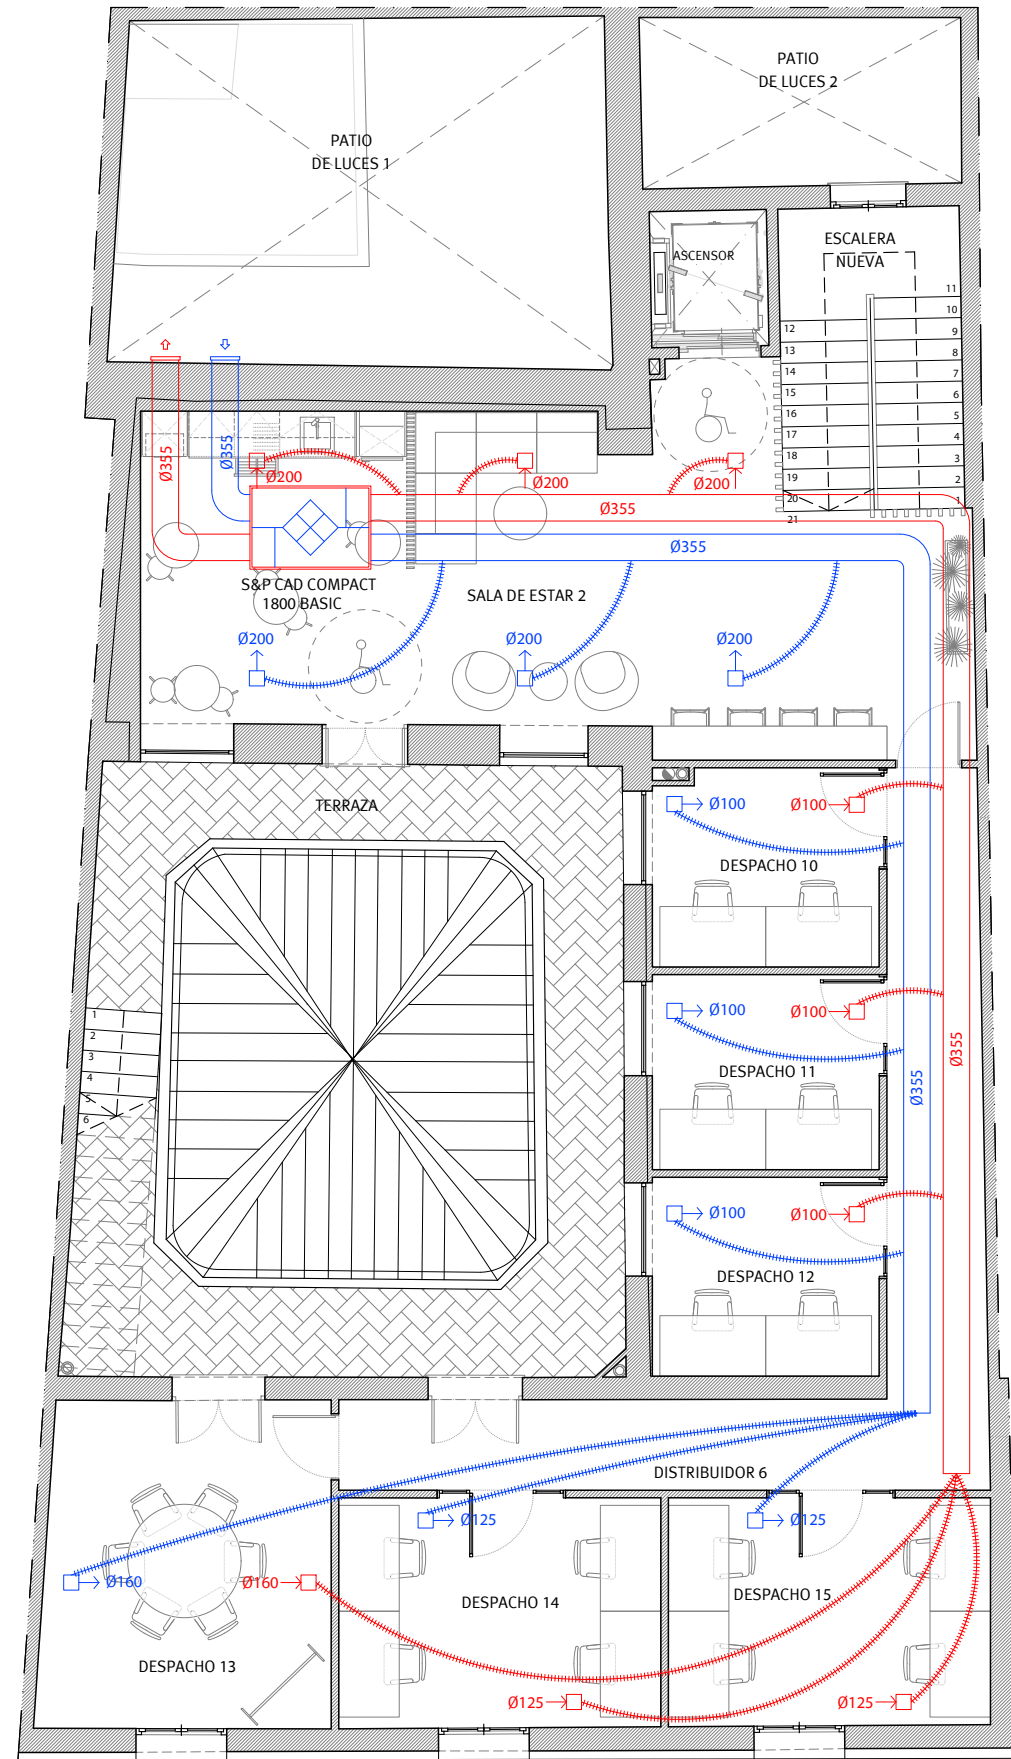 PATIO
DE LUCES 1
PATIO
DE LUCES 2
ASCENSOR
ESCALERA
NUEVA
11
10
9
8
7
6
5
4
3
2
1
12
13
14
15
16
17
18
19
20
21
Ø355
Ø355
Ø200
Ø200
Ø200
Ø355
Ø355
S&P CAD COMPACT
1800 BASIC
SALA DE ESTAR 2
Ø200
Ø200
Ø200
TERRAZA
Ø100
Ø100
DESPACHO 10
Ø100
Ø100
DESPACHO 11
Ø355
Ø355
1
2
3
4
5
6
Ø100
Ø100
DESPACHO 12
DISTRIBUIDOR 6
Ø125
Ø125
Ø160
Ø160
DESPACHO 14
DESPACHO 15
DESPACHO 13
Ø125
Ø125